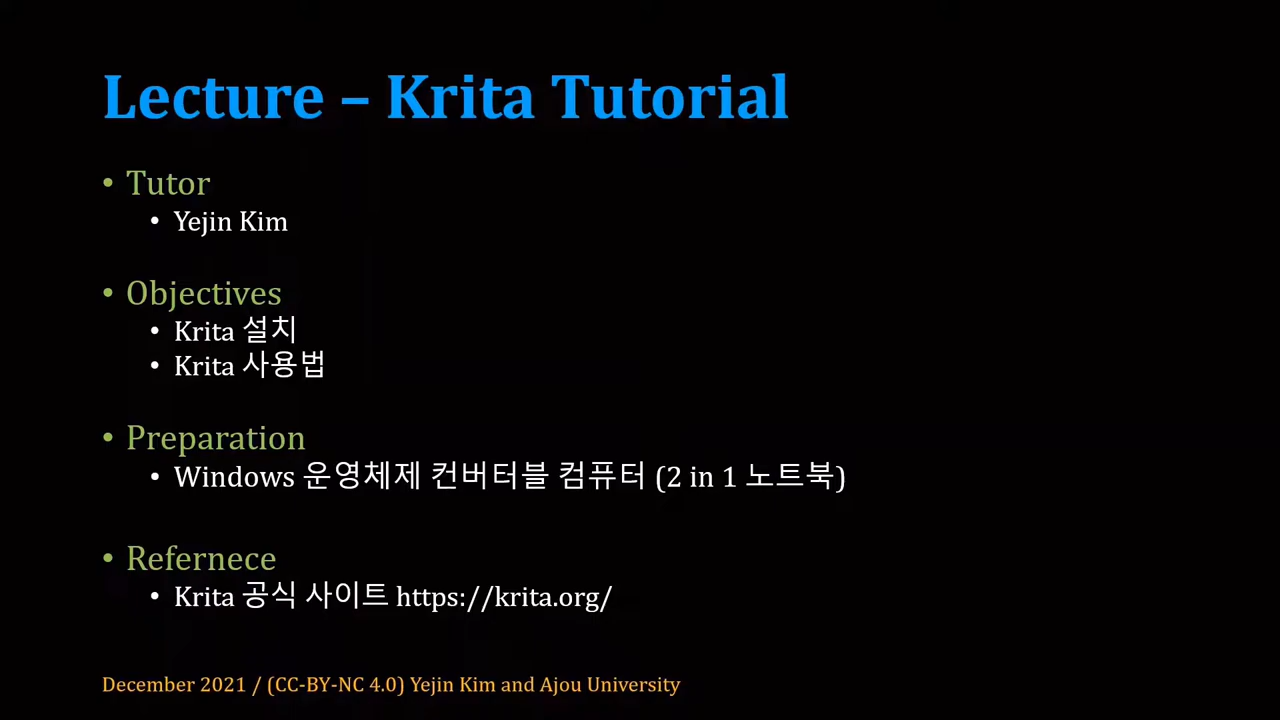 Lecture – Krita Tutorial
• Tutor
• Yejin Kim
• Objectives
• Krita 설치
• Krita 사용법
• Preparation
• Windows 운영체제 컨버터블 컴퓨터 (2 in 1 노트북)
• Refernece
• Krita 공식 사이트 https://krita.org/
December 2021 / (CC-BY-NC 4.0) Yejin Kim and Ajou University